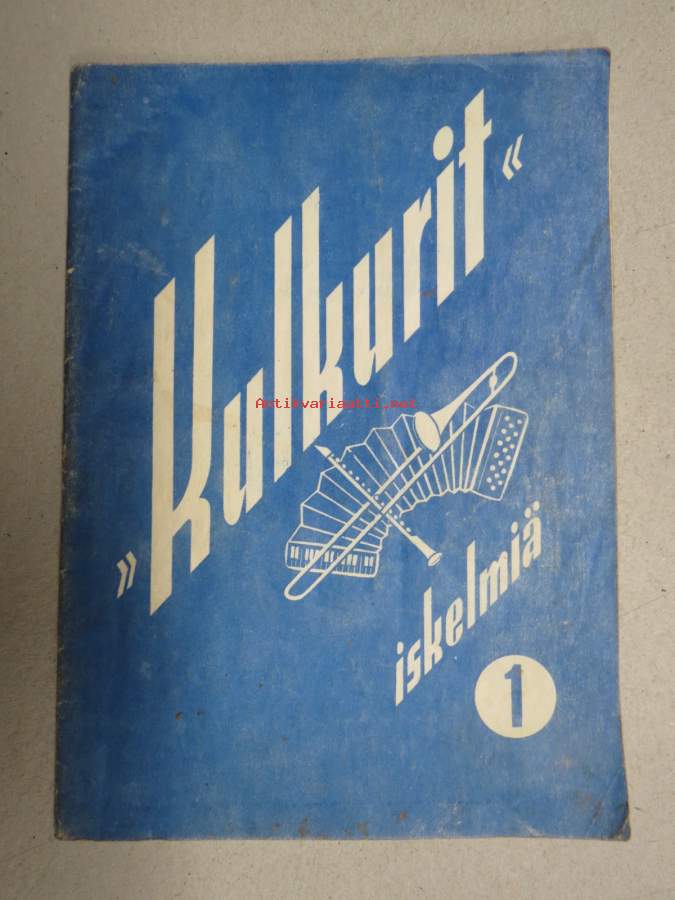 »Kulkurit«
Antikvariaatti.net
iskelmiä
1